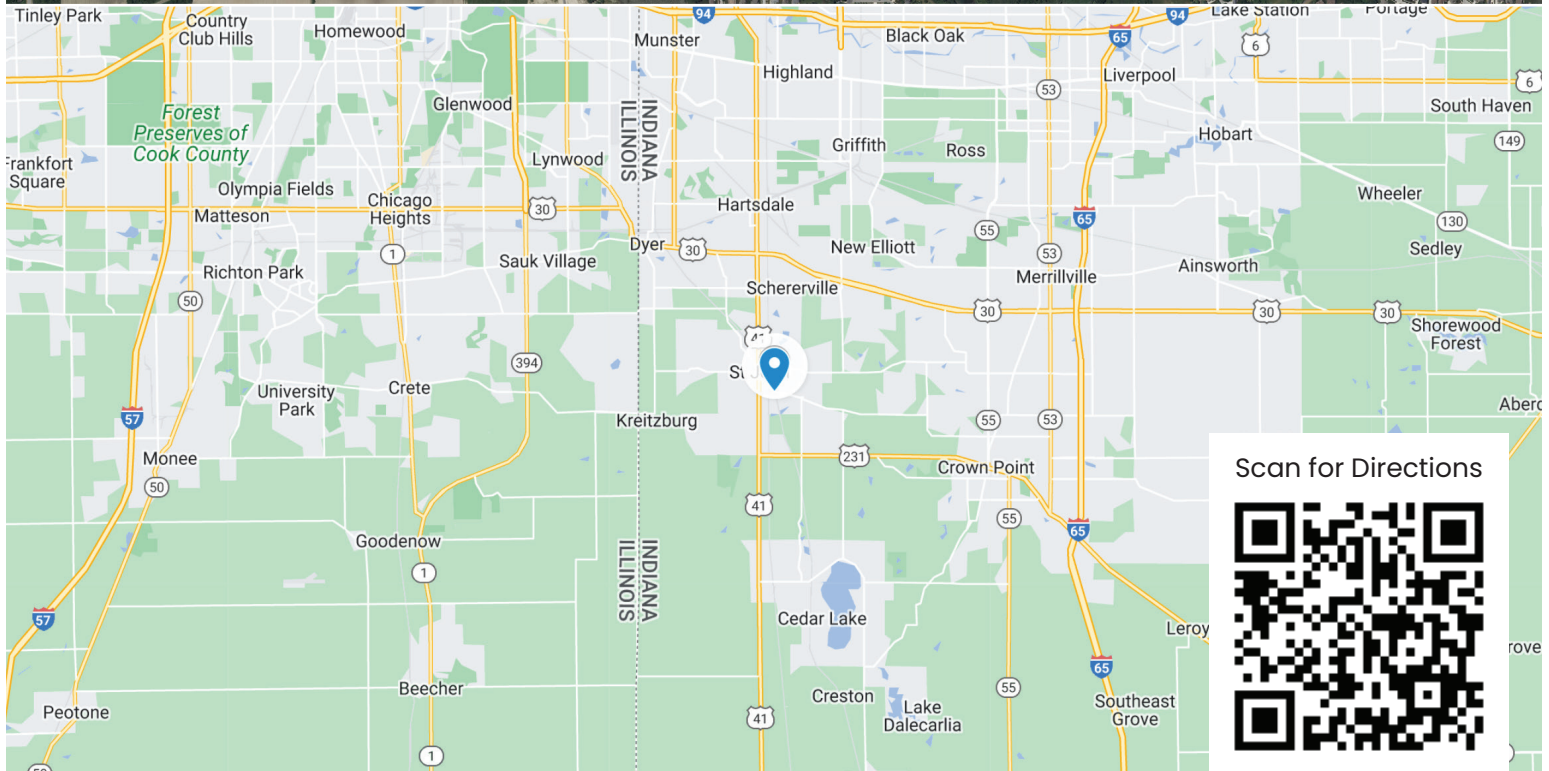 Tinley Park
Country
Club Hills
Homewood
94
Munster
Black Oak
65
94
Lake Station
Portage
6
Highland
Liverpool
53
6
South Haven
Forest
Preserves of
Cook County
Glenwood
INDIANA
ILLINOIS
Griffith
Ross
Hobart
149
Frankfort
Square
Lynwood
Olympia Fields
Matteson
Chicago
Heights
30
Hartsdale
Wheeler
65
130
1
Sauk Village
Dyer
30
New Elliott
55
53
Merrillville
Ainsworth
Sedley
Richton Park
50
Schererville
30
30
30
Shorewood
Forest
41
394
University
Park
Crete
57
Kreitzburg
55
53
Monee
50
231
Crown Point
Scan for Directions
41
55
65
Goodenow
INDIANA
ILLINOIS
1
57
Cedar Lake
Leroy
65
Beecher
Creston
55
Southeast
Grove
Peotone
41
Lake
Dalecarlia
1